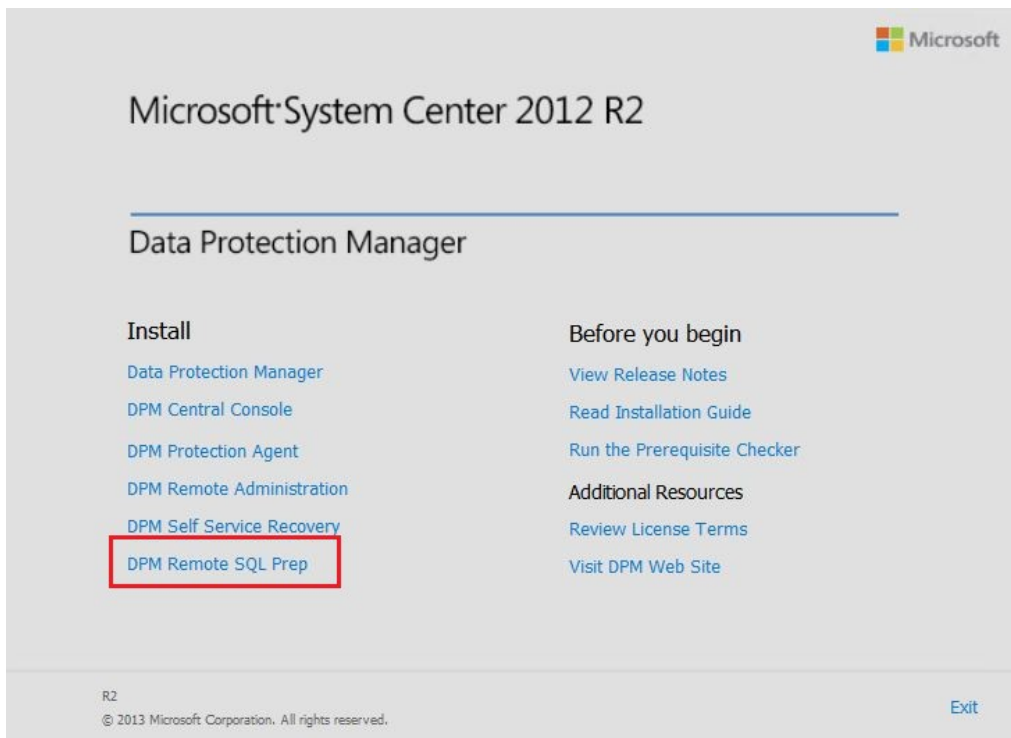 Microsoft
Microsoft System Center 2012 R2
Data Protection Manager
Install
Data Protection Manager
DPM Central Console
DPM Protection Agent
DPM Remote Administration
DPM Self Service Recovery
DPM Remote SQL Prep
Before you begin
View Release Notes
Read Installation Guide
Run the Prerequisite Checker
Additional Resources
Review License Terms
Visit DPM Web Site
R2
© 2013 Microsoft Corporation. All rights reserved.
Exit